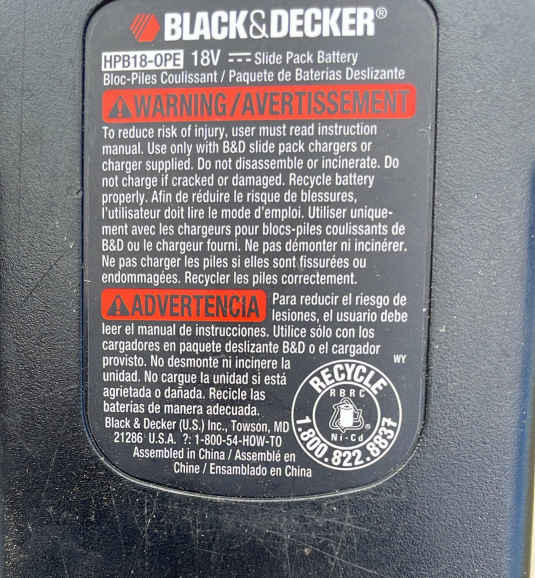 BLACK&DECKER®
HPB18-OPE 18V Slide Pack Battery
Bloc-Piles Coulissant / Paquete de Baterias Deslizante
WARNING/AVERTISSEMENT
To reduce risk of injury, user must read instruction
manual. Use only with B&D slide pack chargers or
charger supplied. Do not disassemble or incinerate. Do
not charge if cracked or damaged. Recycle battery
properly. Afin de réduire le risque de blessures,
l'utilisateur doit lire le mode d'emploi. Utiliser unique-
ment avec les chargeurs pour blocs-piles coulissants de
B&D ou le chargeur fourni. Ne pas démonter ni incinérer.
Ne pas charger les piles si elles sont fissurées ou
endommagées. Recycler les piles correctement.
ADVERTENCIA Para reducir el riesgo de
lesiones, el usuario debe
leer el manual de instrucciones. Utilice sólo con los
cargadores en paquete deslizante B&D o el cargador
provisto. No desmonte ni incinere la
unidad. No cargue la unidad si está
agrietada o dañada. Recicle las
baterías de manera adecuada.
WY
Black & Decker (U.S.) Inc., Towson, MD
21286 U.S.A. ?: 1-800-54-HOW-TO
Assembled in China / Assemblé en
Chine / Ensamblado en China
RECYCLE
RBRC
®
Ni-Cd
1.800.822.8837